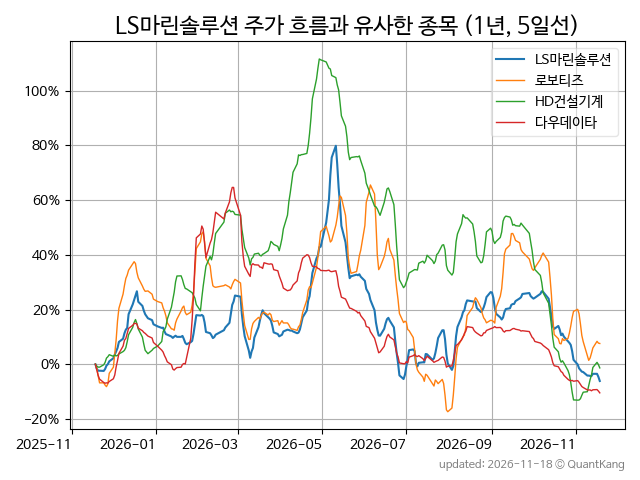 LS마린솔루션 주가 흐름과 유사한 종목 (1년, 5일선)
LS마린솔루션
로보티즈
HD건설기계
다우데이타
100%
80%
60%
40%
20%
0%
−20%
2025−11
2026−01
2026−03
2026−05
2026−07
2026−09
2026−11
updated: 2026-11-18 © QuantKang